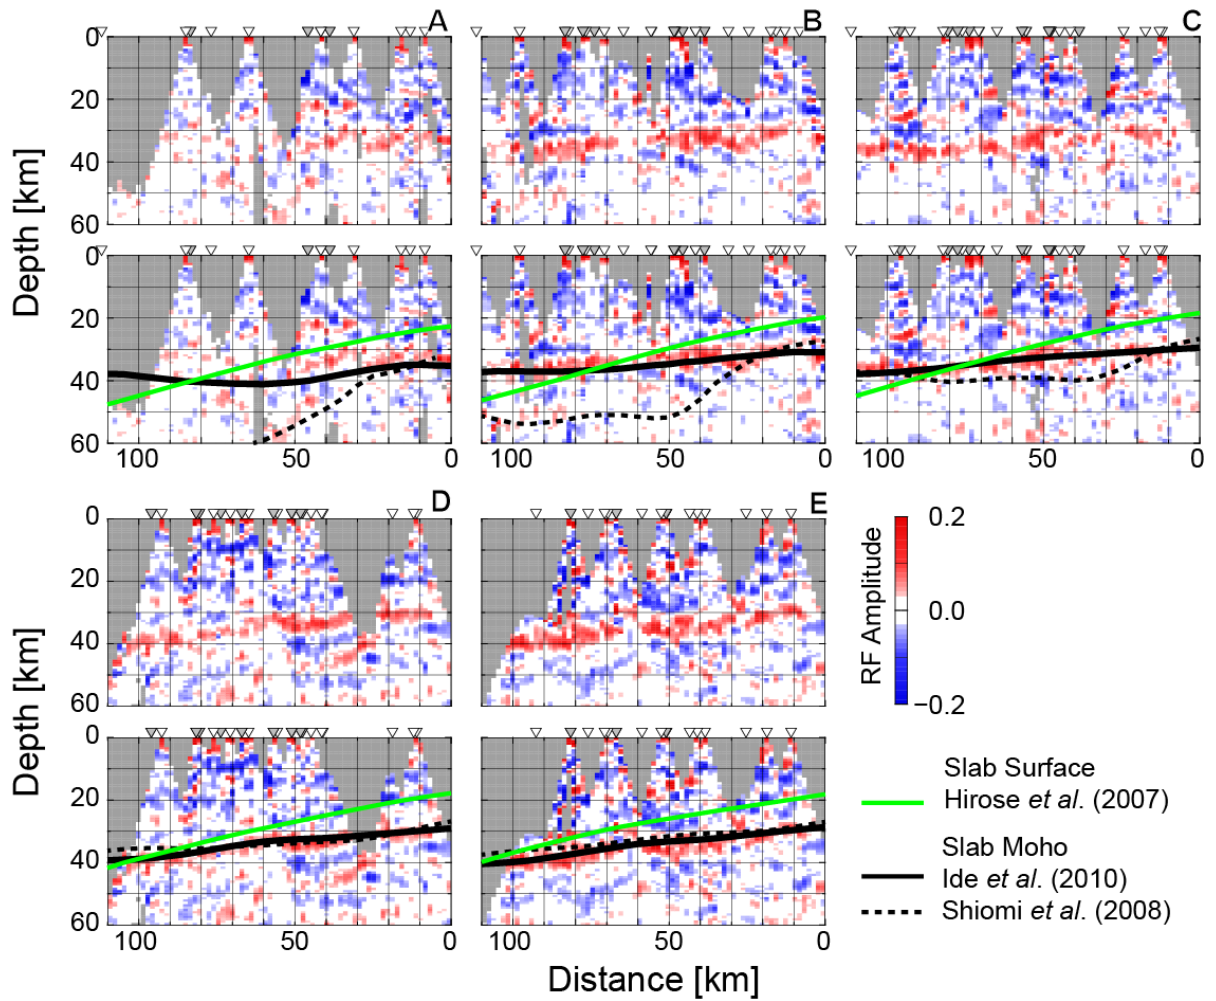 A
B
C
0
20
40
60
Depth [km]
0
20
40
60
100
50
0
100
50
0
100
50
0
D
E
0
20
40
60
Depth [km]
0
20
40
60
100
50
0
100
50
0
Distance [km]
0.2
0.0
−0.2
RF Amplitude
Slab Surface
Hirose et al. (2007)
Slab Moho
Ide et al. (2010)
Shiomi et al. (2008)